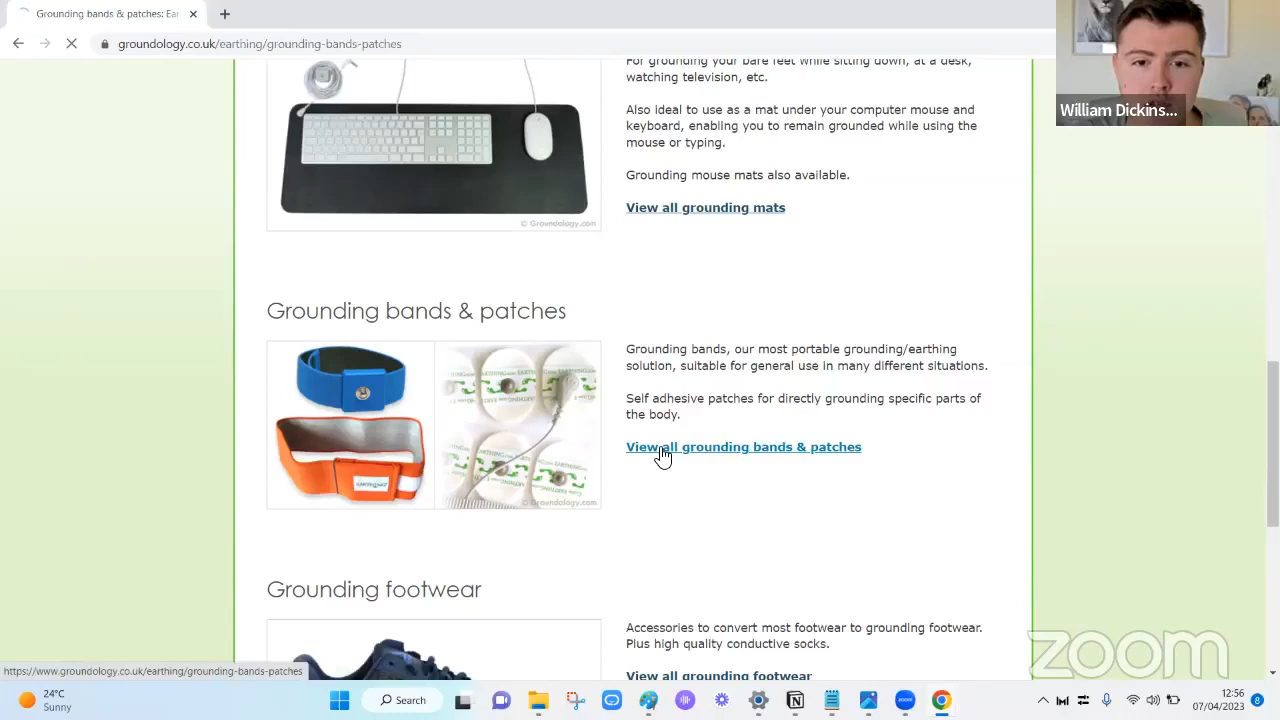 Grounding bands & patches: Ear
groundology.co.uk/earthing/grounding-bands-patches
William Dickins...
For grounding your bare feet while sitting down, at a desk,
watching television, etc.
Also ideal to use as a mat under your computer mouse and
keyboard, enabling you to remain grounded while using the
mouse or typing.
Grounding mouse mats also available.
View all grounding mats
© Groundology.com
Grounding bands & patches
Grounding bands, our most portable grounding/earthing
solution, suitable for general use in many different situations.
Self adhesive patches for directly grounding specific parts of
the body.
View all grounding bands & patches
© Groundology.com
Grounding footwear
Accessories to convert most footwear to grounding footwear.
Plus high quality conductive socks.
View all grounding footwear
https://www.groundology.co.uk/earthing/grounding-bands-patches
zoom
24°C
Sunny
Search
12:56
07/04/2023
8